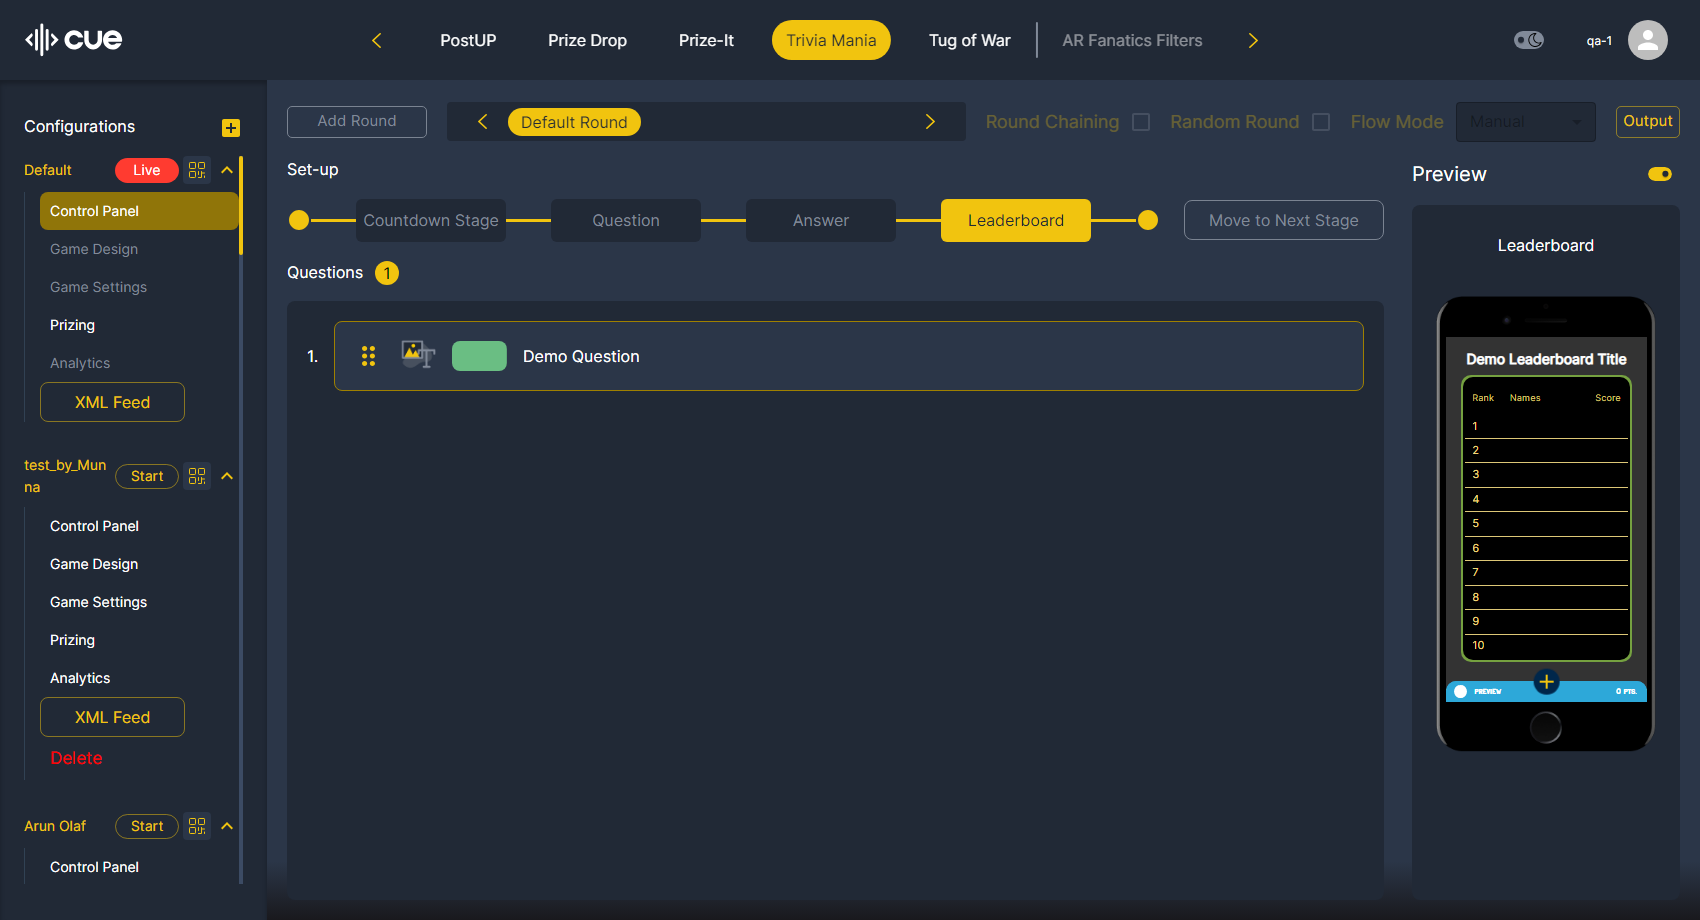 cue
PostUP
Prize Drop
Prize-It
Trivia Mania
Tug of War
AR Fanatics Filters
qa-1
Configurations
Default
Live
Control Panel
Game Design
Game Settings
Prizing
Analytics
XML Feed
test_by_Mun
na
Start
Control Panel
Game Design
Game Settings
Prizing
Analytics
XML Feed
Delete
Arun Olaf
Start
Control Panel
Add Round
Default Round
Round Chaining
Random Round
Flow Mode
Manual
Output
Set-up
Countdown Stage
Question
Answer
Leaderboard
Move to Next Stage
Questions 1
1. Demo Question
Preview
Leaderboard
Demo Leaderboard Title
Rank Names Score
1
2
3
4
5
6
7
8
9
10
PREVIEW
0 PTS.